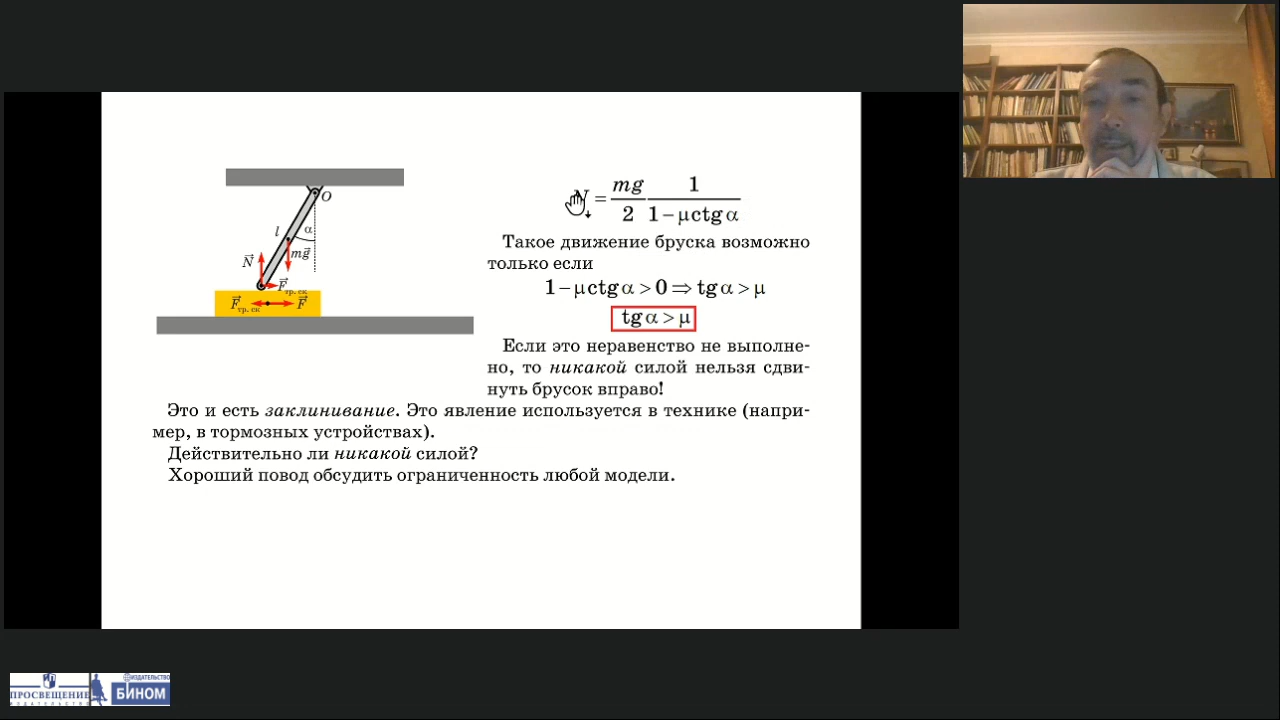 O
l
α
mg⃗
N⃗
F⃗тр. ск
F⃗тр. ск
F⃗
= mg/2 1/(1 − μctg α)
Такое движение бруска возможно
только если
1 − μctg α > 0 ⇒ tg α > μ
tg α > μ
Если это неравенство не выполне-
но, то никакой силой нельзя сдви-
нуть брусок вправо!
Это и есть заклинивание. Это явление используется в технике (напри-
мер, в тормозных устройствах).
Действительно ли никакой силой?
Хороший повод обсудить ограниченность любой модели.
ПРОСВЕЩЕНИЕ
ИЗДАТЕЛЬСТВО
ИЗДАТЕЛЬСТВО
БИНОМ